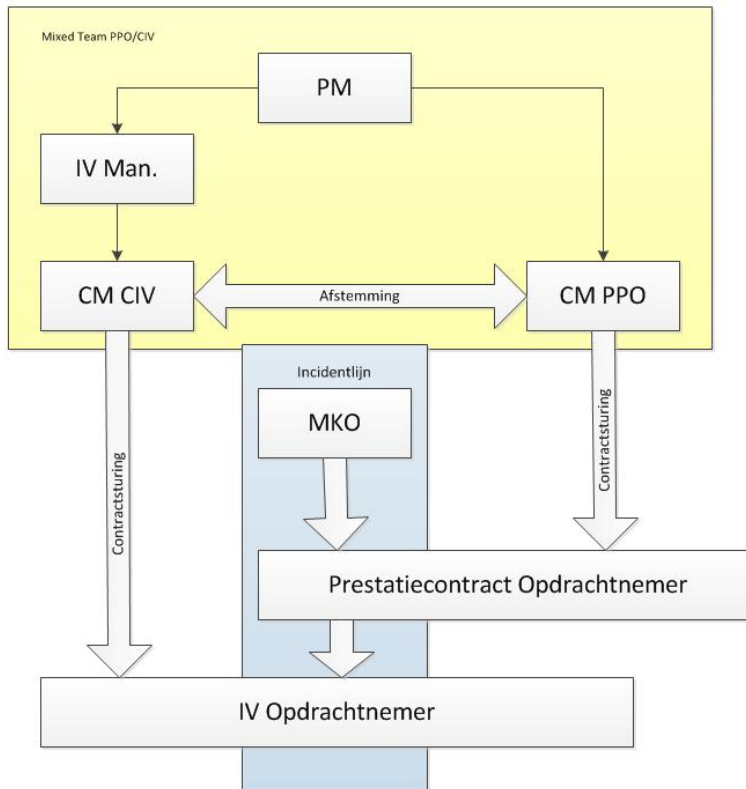 Mixed Team PPO/CIV
PM
IV Man.
CM CIV
Afstemming
CM PPO
Incidentlijn
MKO
Contractsturing
Contractsturing
Prestatiecontract Opdrachtnemer
IV Opdrachtnemer